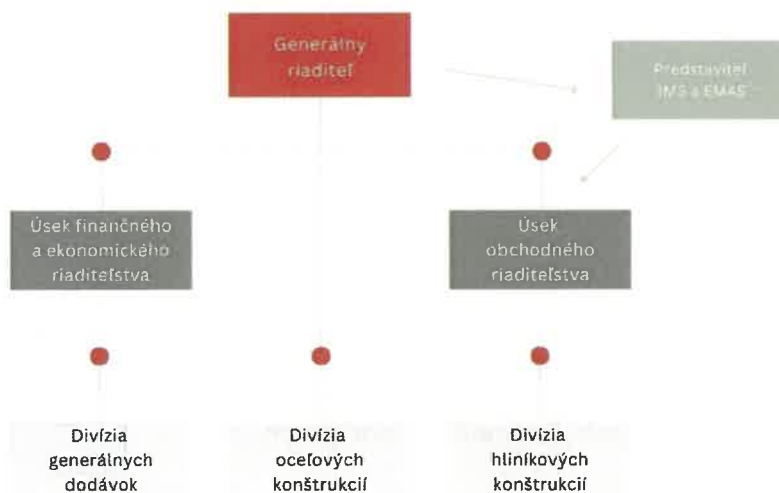 Generálny
riaditeľ
Predstaviteľ
IMS a EMAS
Úsek finančného
a ekonomického
riaditeľstva
Úsek
obchodného
riaditeľstva
Divízia
generálnych
dodávok
Divízia
oceľových
konštrukcií
Divízia
hliníkových
konštrukcií